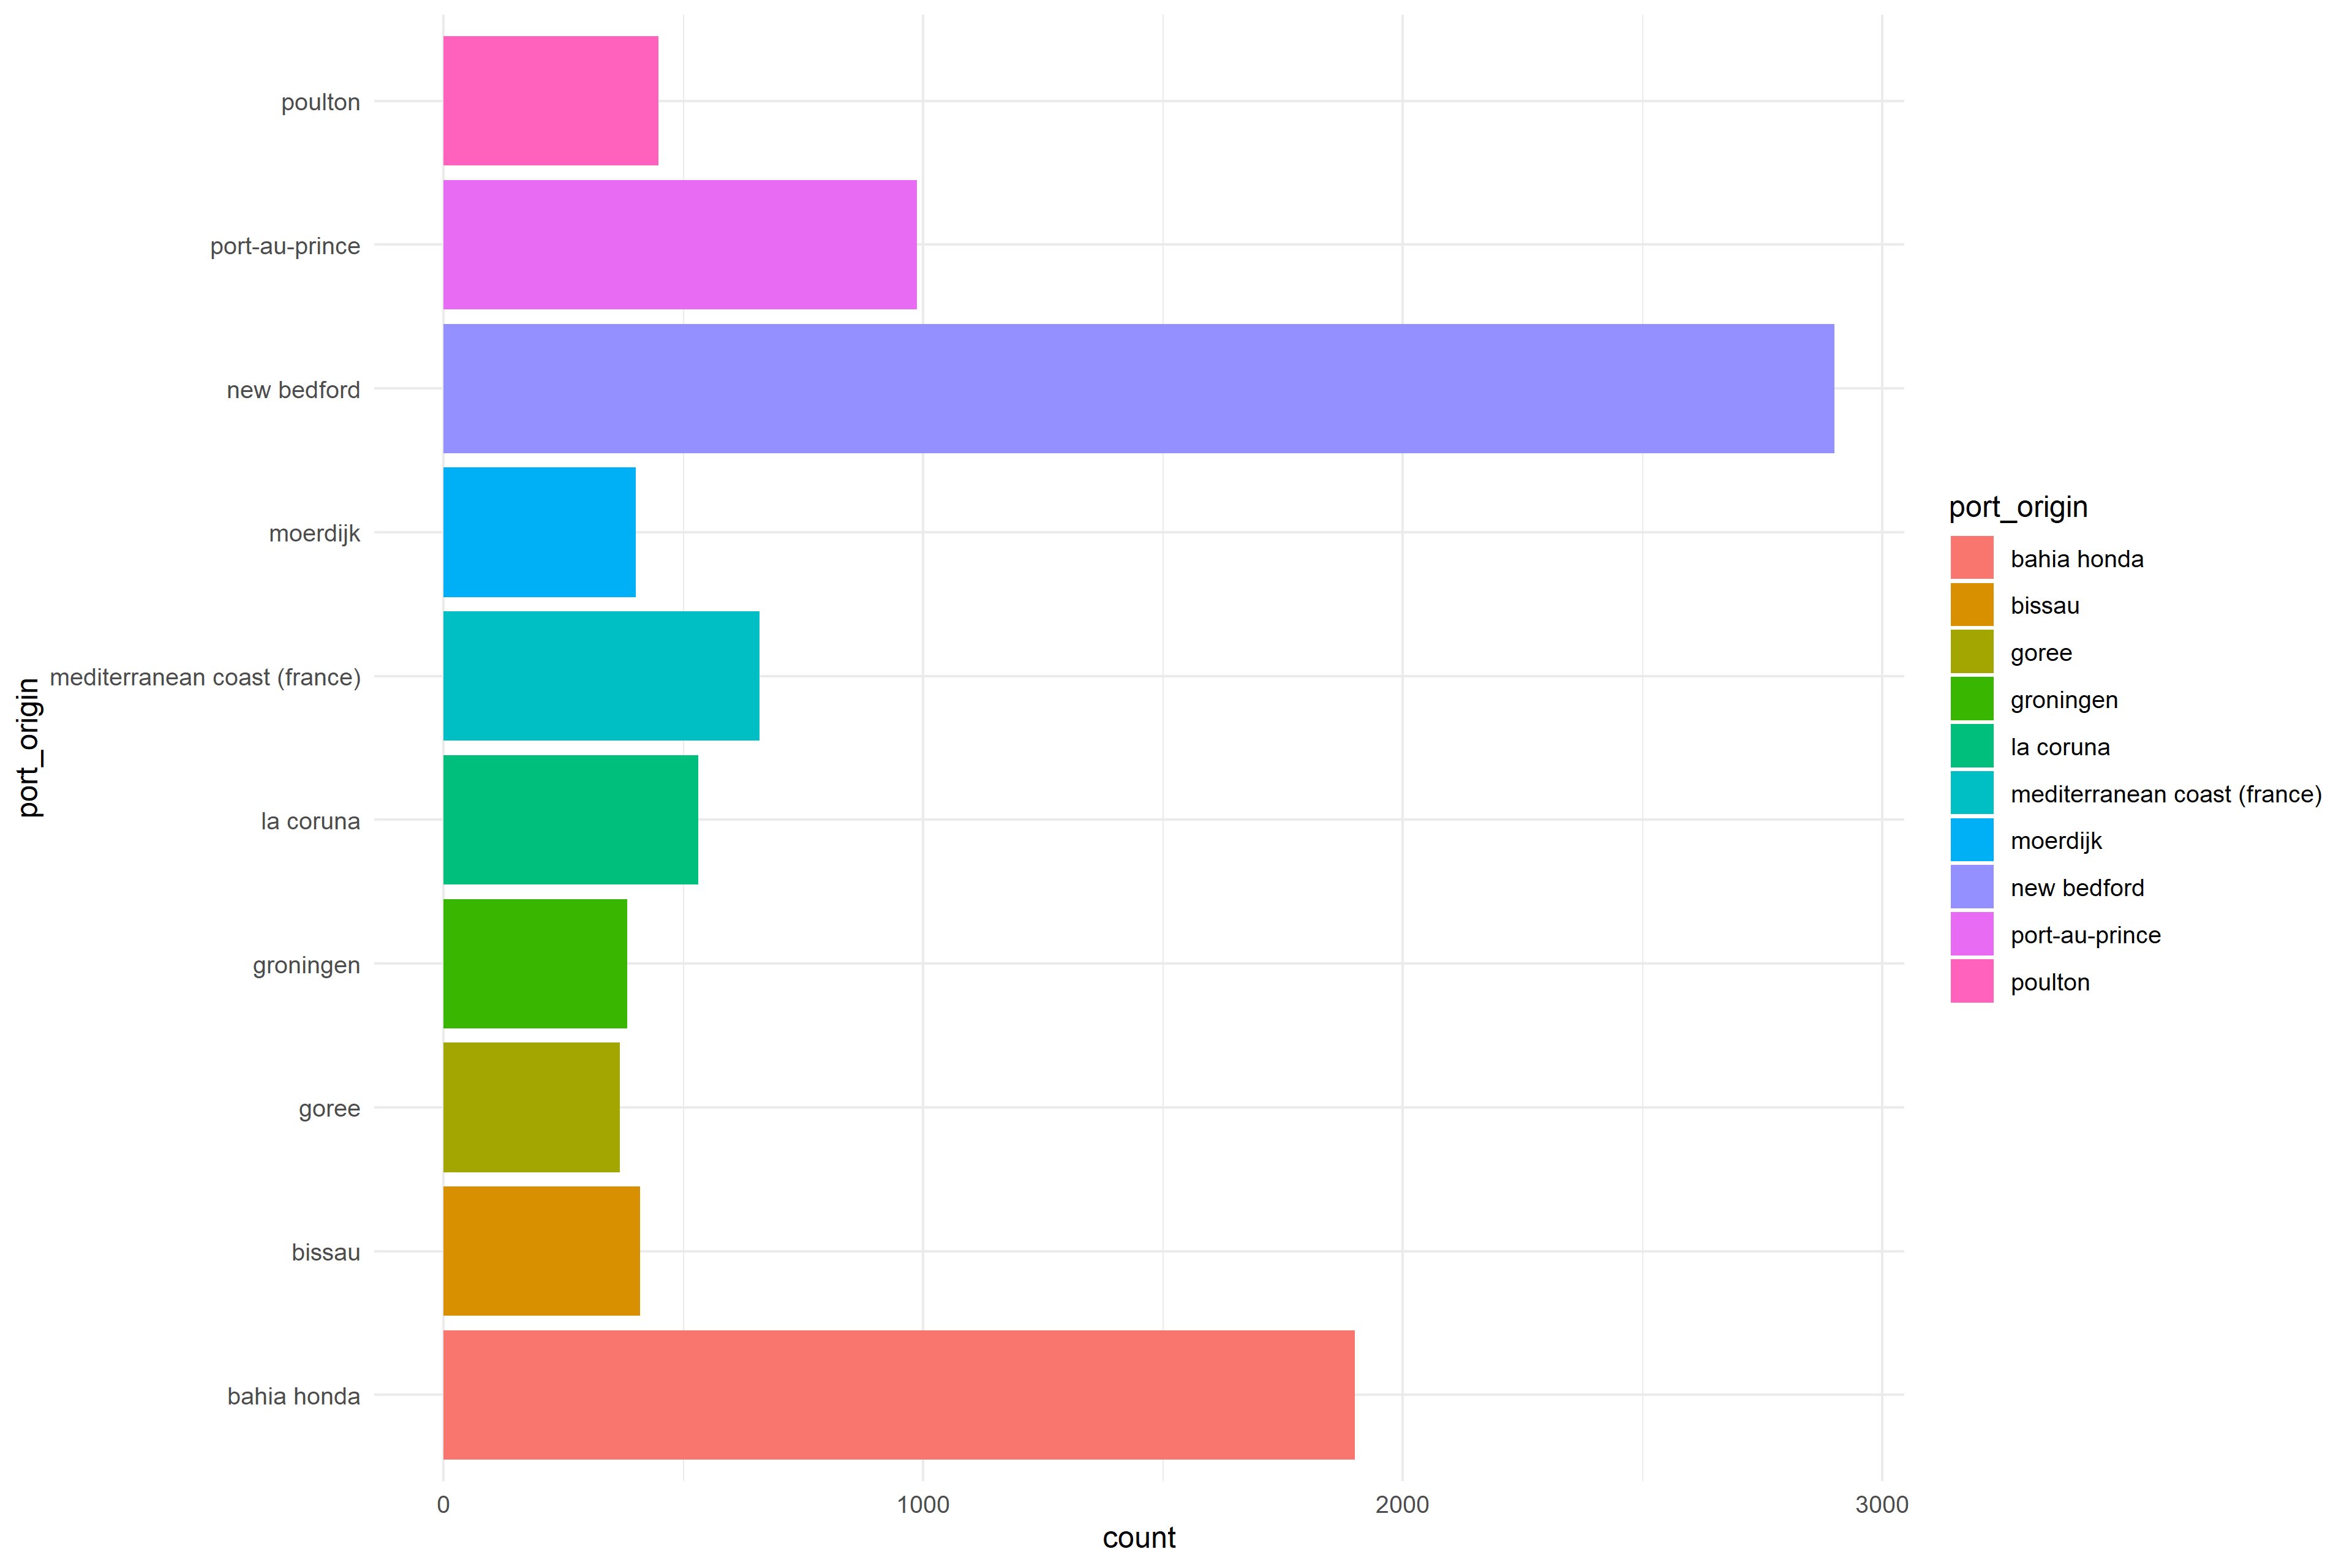 poulton
port-au-prince
new bedford
moerdijk
mediterranean coast (france)
la coruna
groningen
goree
bissau
bahia honda
port_origin
0 1000 2000 3000
count
port_origin
bahia honda
bissau
goree
groningen
la coruna
mediterranean coast (france)
moerdijk
new bedford
port-au-prince
poulton